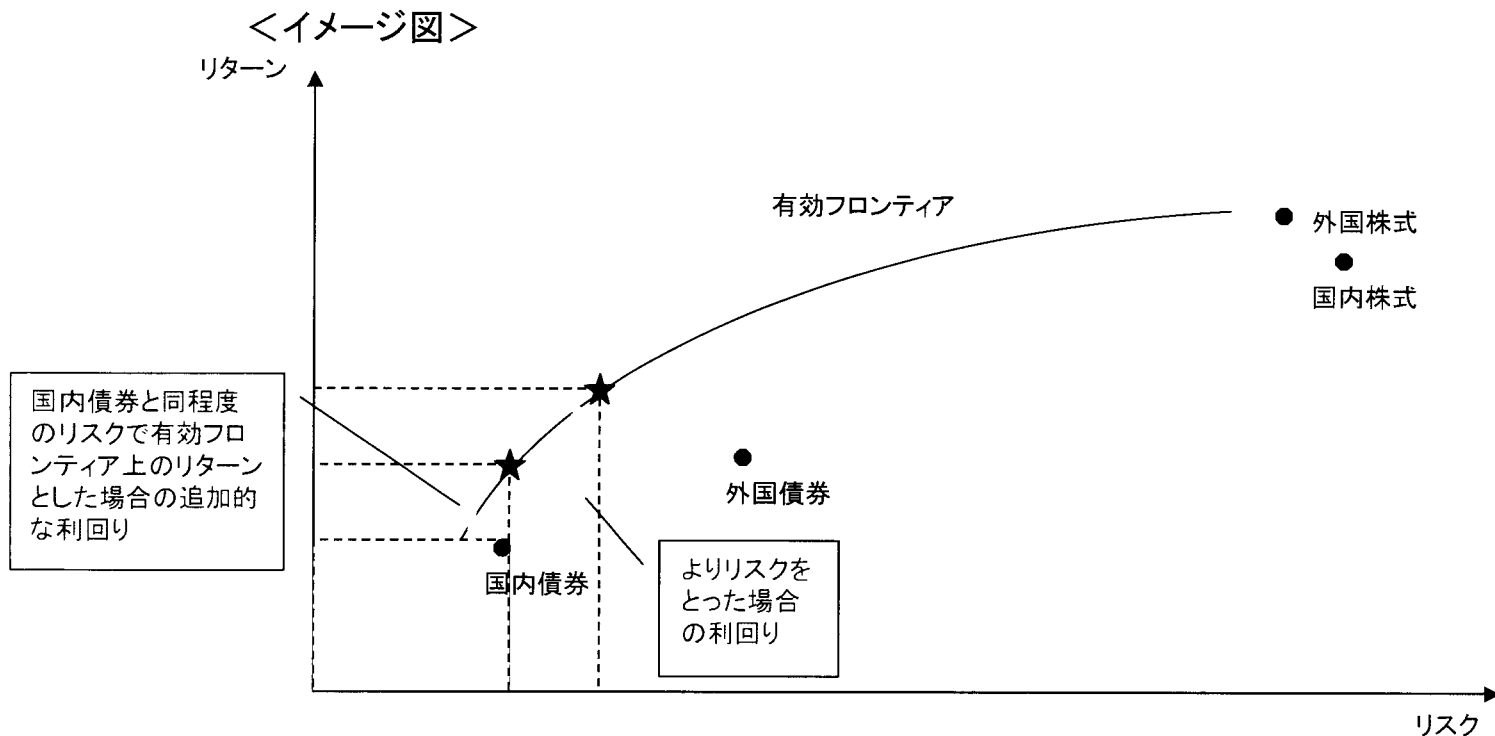 ＜イメージ図＞
リターン
有効フロンティア
外国株式
国内株式
国内債券と同程度
のリスクで有効フロ
ンティア上のリターン
とした場合の追加的
な利回り
外国債券
国内債券
よりリスクを
とった場合
の利回り
リスク